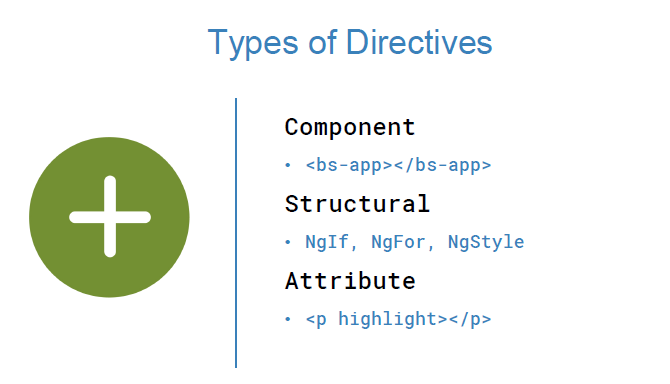 Types of Directives
Component
• <bs-app></bs-app>
Structural
• NgIf, NgFor, NgStyle
Attribute
• <p highlight></p>